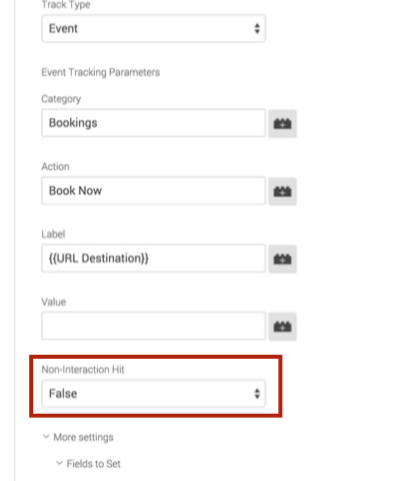 Track Type
Event
Event Tracking Parameters
Category
Bookings
Action
Book Now
Label
{{URL Destination}}
Value
Non-Interaction Hit
False
More settings
Fields to Set